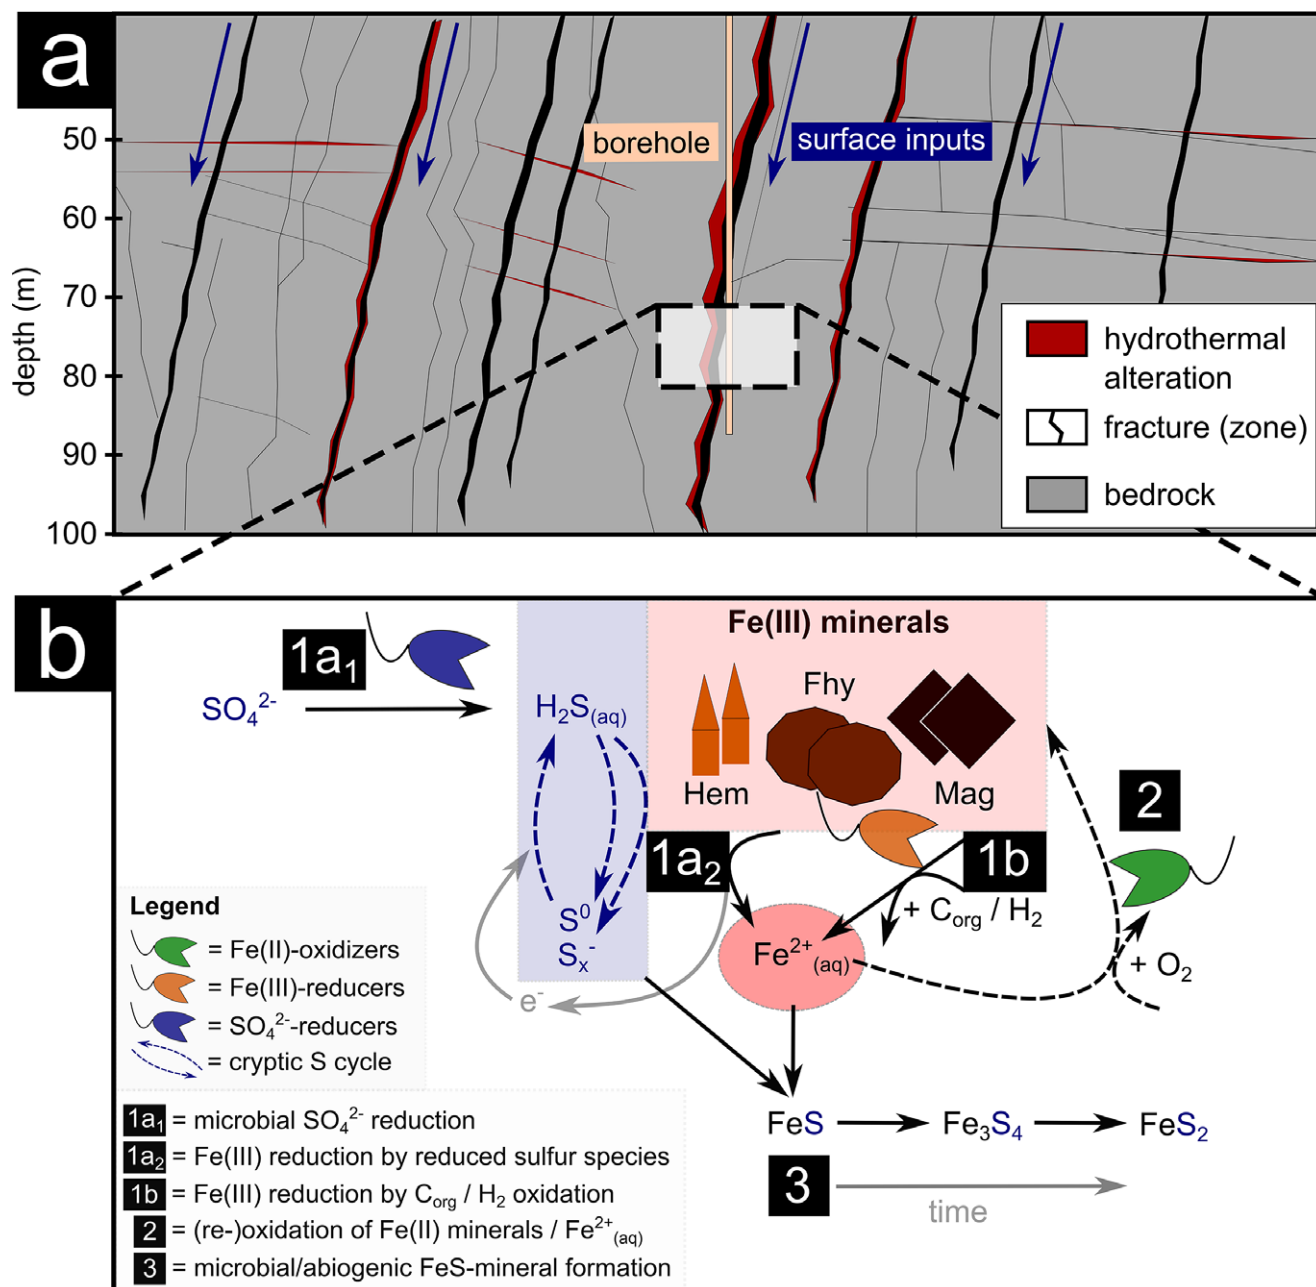 a
borehole
surface inputs
depth (m)
50
60
70
80
90
100
hydrothermal
alteration
fracture (zone)
bedrock
b
1a₁
SO₄²⁻
H₂S(aq)
S⁰
Sₓ⁻
e⁻
Fe(III) minerals
Hem
Fhy
Mag
1a₂
1b
+ Corg / H₂
Fe²⁺(aq)
2
+ O₂
FeS
Fe₃S₄
FeS₂
3
time
Legend
= Fe(II)-oxidizers
= Fe(III)-reducers
= SO₄²⁻-reducers
= cryptic S cycle
1a₁ = microbial SO₄²⁻ reduction
1a₂ = Fe(III) reduction by reduced sulfur species
1b = Fe(III) reduction by Corg / H₂ oxidation
2 = (re-)oxidation of Fe(II) minerals / Fe²⁺(aq)
3 = microbial/abiogenic FeS-mineral formation